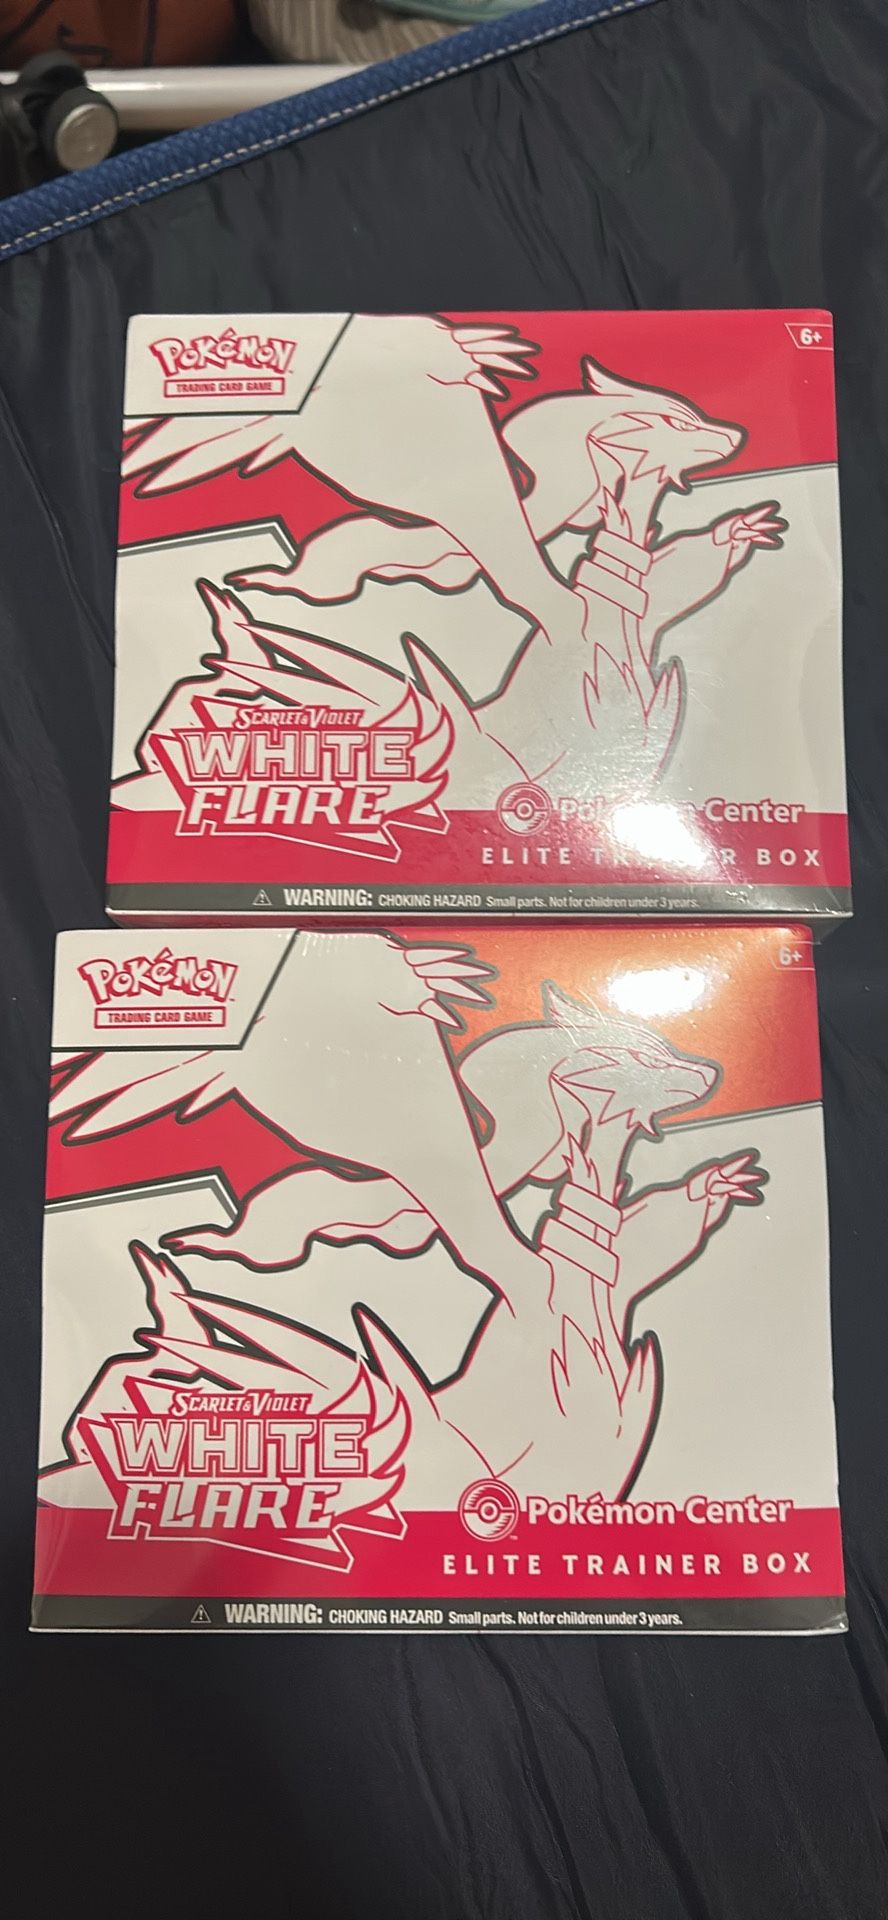 POKÉMON
TRADING CARD GAME
6+
SCARLET & VIOLET
WHITE
FLARE
Center
ELITE BOX
WARNING: CHOKING HAZARD Small parts. Not for children under 3 years.
POKÉMON
TRADING CARD GAME
6+
SCARLET & VIOLET
WHITE
FLARE
Pokémon Center
ELITE TRAINER BOX
WARNING: CHOKING HAZARD Small parts. Not for children under 3 years.